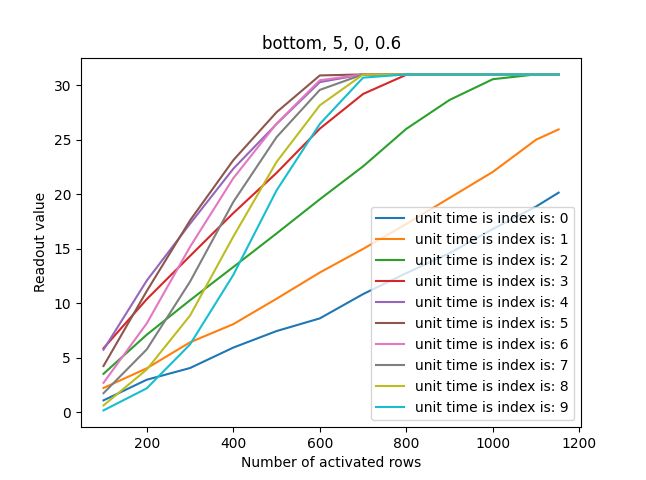 bottom, 5, 0, 0.6
Readout value
30
25
20
15
10
5
0
unit time is index is: 0
unit time is index is: 1
unit time is index is: 2
unit time is index is: 3
unit time is index is: 4
unit time is index is: 5
unit time is index is: 6
unit time is index is: 7
unit time is index is: 8
unit time is index is: 9
200 400 600 800 1000 1200
Number of activated rows